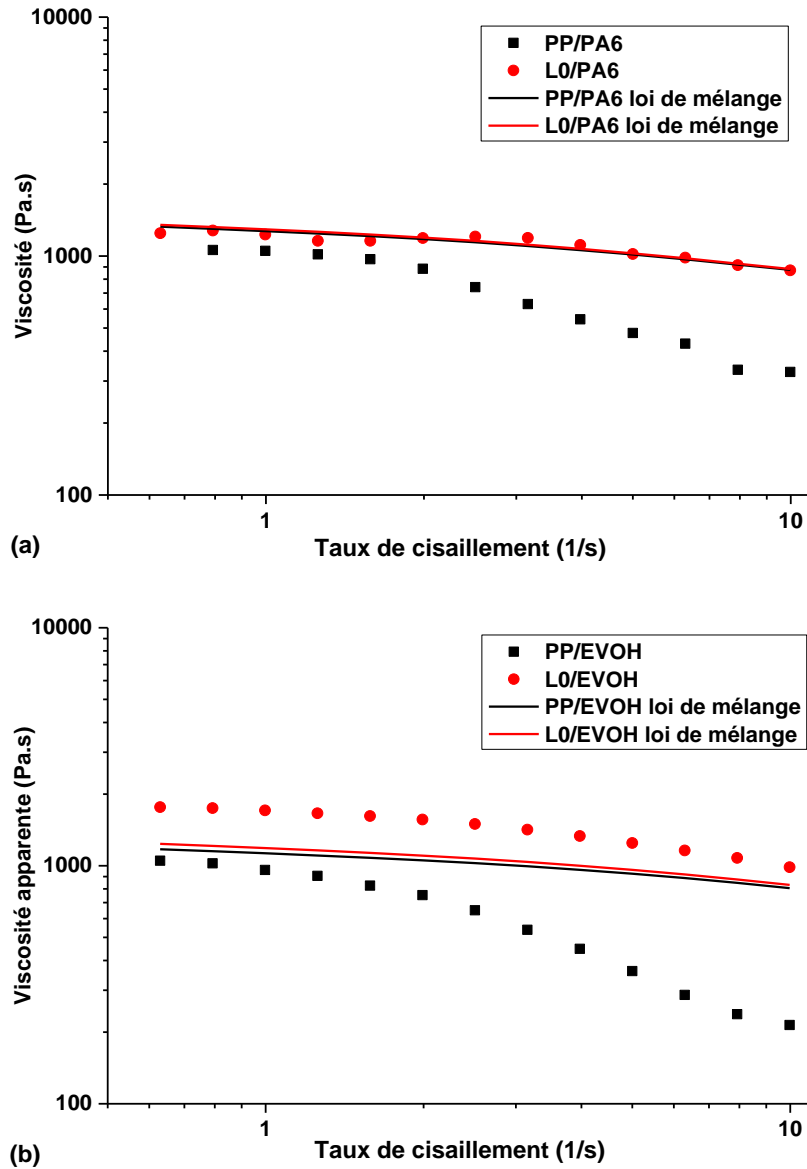 10000
PP/PA6
L0/PA6
PP/PA6 loi de mélange
L0/PA6 loi de mélange
Viscosité (Pa.s)
1000
100
1
10
(a)
Taux de cisaillement (1/s)
10000
PP/EVOH
L0/EVOH
PP/EVOH loi de mélange
L0/EVOH loi de mélange
Viscosité apparente (Pa.s)
1000
100
1
10
(b)
Taux de cisaillement (1/s)